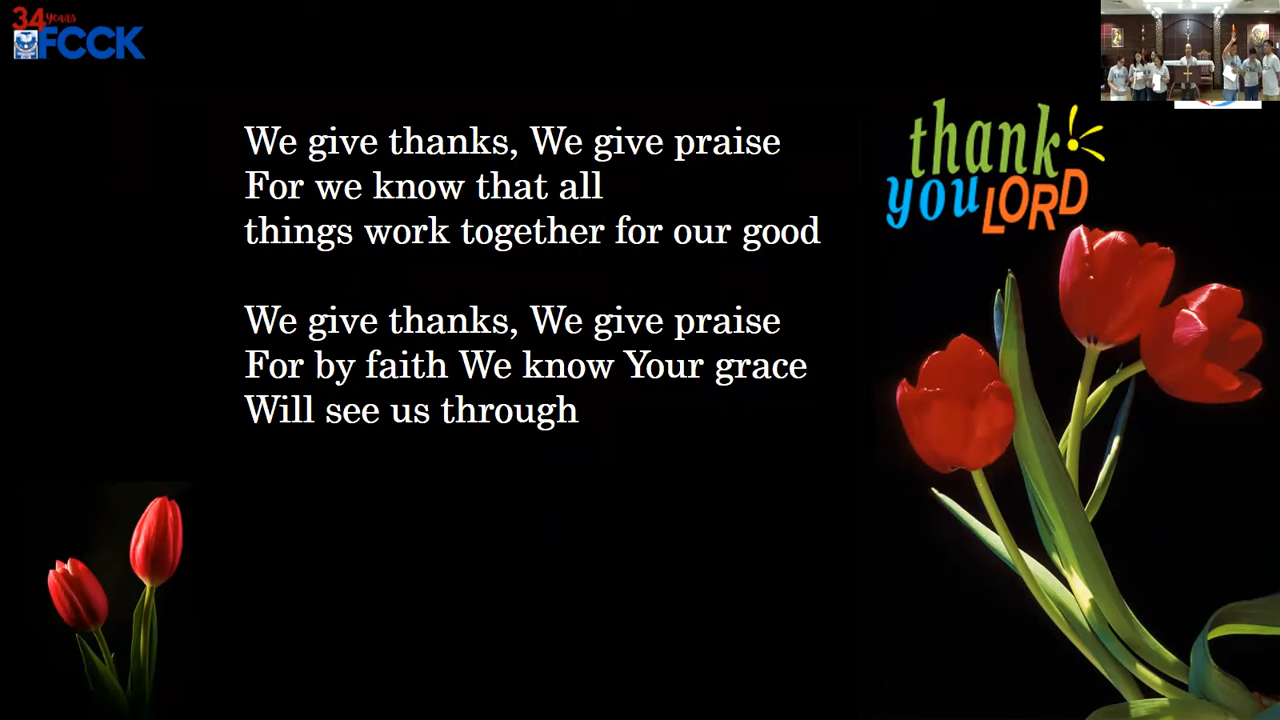 34 Years
FCCK
We give thanks, We give praise
For we know that all
things work together for our good
We give thanks, We give praise
For by faith We know Your grace
Will see us through
thank
you LORD